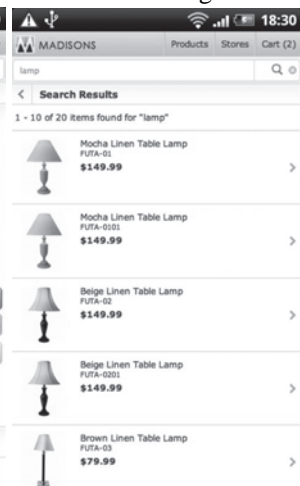 18:30
MADISONS Products Stores Cart (2)
lamp
< Search Results
1 - 10 of 20 items found for "lamp"
Mocha Linen Table Lamp
FUTA-01
$149.99
Mocha Linen Table Lamp
FUTA-0101
$149.99
Beige Linen Table Lamp
FUTA-02
$149.99
Beige Linen Table Lamp
FUTA-0201
$149.99
Brown Linen Table Lamp
FUTA-03
$79.99